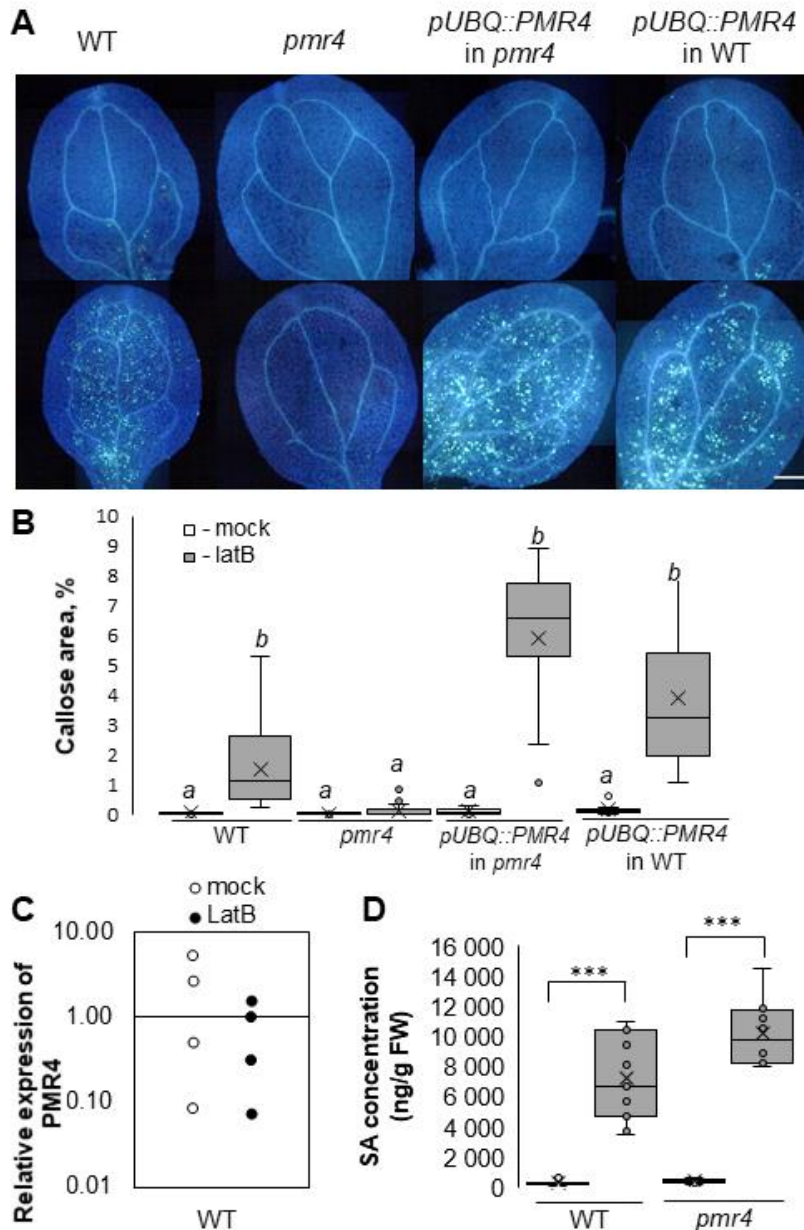 A
WT
pmr4
pUBQ::PMR4
in pmr4
pUBQ::PMR4
in WT
B
Callose area, %
10
9
8
7
6
5
4
3
2
1
0
- mock
- latB
a
b
a
a
a
b
a
b
WT
pmr4
pUBQ::PMR4
in pmr4
pUBQ::PMR4
in WT
C
mock
LatB
Relative expression of
PMR4
10.00
1.00
0.10
0.01
WT
D
SA concentration
(ng/g FW)
16 000
14 000
12 000
10 000
8 000
6 000
4 000
2 000
0
***
***
WT
pmr4